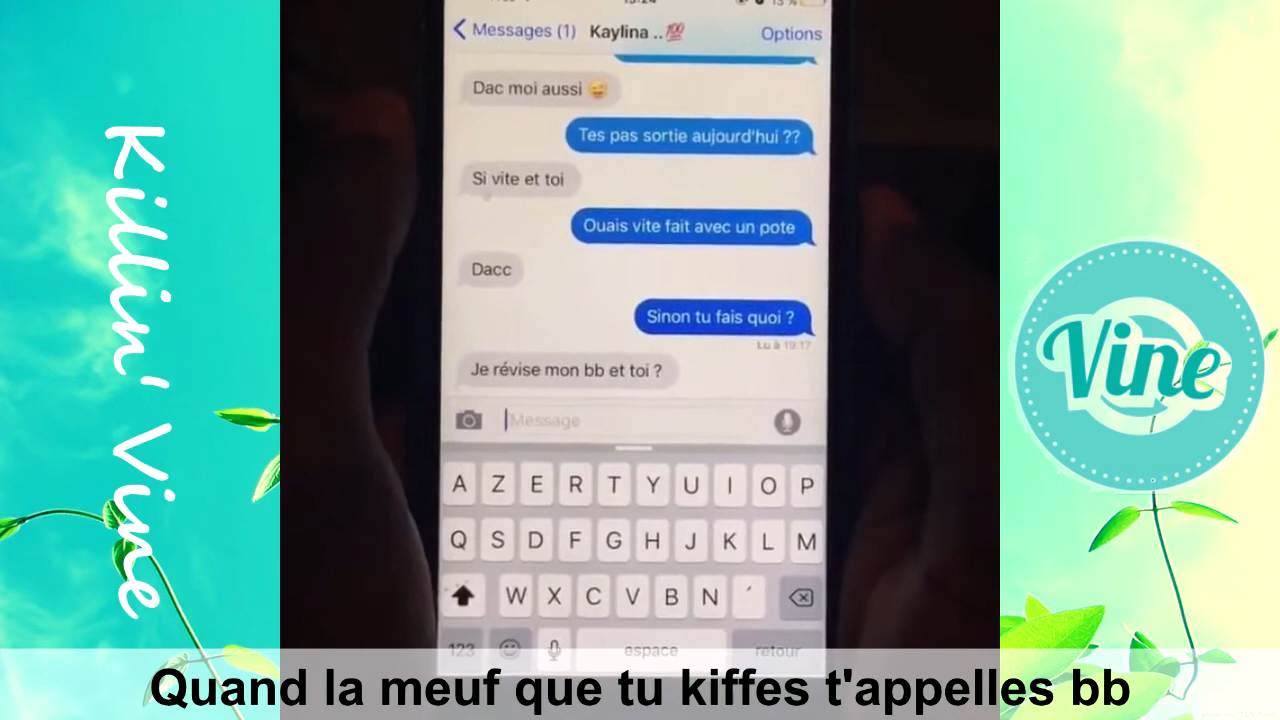 Messages (1) Kaylina ..💯 Options
Dac moi aussi 😅
Tes pas sortie aujourd'hui ??
Si vite et toi
Ouais vite fait avec un pote
Dacc
Sinon tu fais quoi ?
Lu à 19:17
Je révise mon bb et toi ?
Message
A Z E R T Y U I O P
Q S D F G H J K L M
W X C V B N ´
123 espace retour
Killin' Vine
Vine
Quand la meuf que tu kiffes t'appelles bb